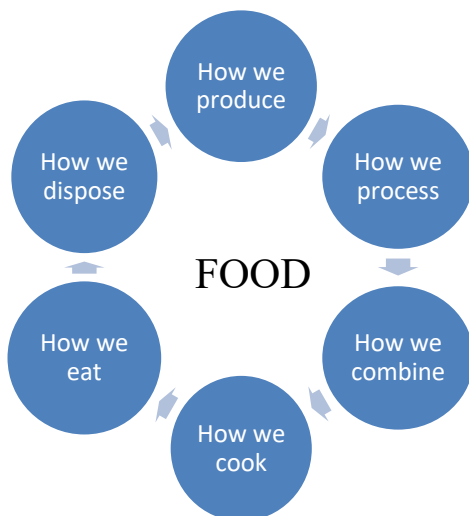 How we
produce
How we
process
How we
combine
How we
cook
How we
eat
How we
dispose
FOOD